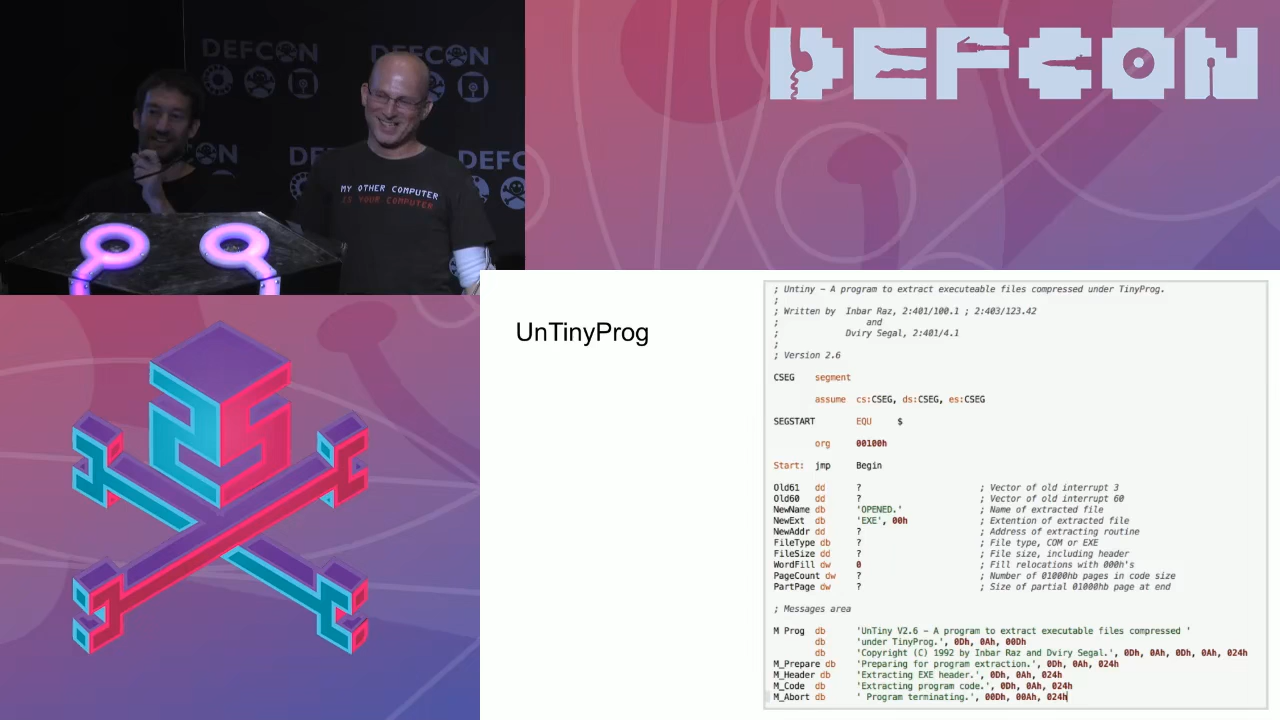 DEFCON
DEFCON
DEFCON
MY OTHER COMPUTER
IS YOUR COMPUTER
DEFCON
UnTinyProg
; Untiny - A program to extract executeable files compressed under TinyProg.
;
; Written by Inbar Raz, 2:401/100.1 ; 2:403/123.42
; and
; Dviry Segal, 2:401/4.1
;
; Version 2.6
CSEG segment
assume cs:CSEG, ds:CSEG, es:CSEG
SEGSTART EQU $
org 00100h
Start: jmp Begin
Old61 dd ? ; Vector of old interrupt 3
Old60 dd ? ; Vector of old interrupt 60
NewName db 'OPENED.' ; Name of extracted file
NewExt db 'EXE', 00h ; Extention of extracted file
NewAddr dd ? ; Address of extracting routine
FileType db ? ; File type, COM or EXE
FileSize dd ? ; File size, including header
WordFill dw 0 ; Fill relocations with 000h's
PageCount dw ? ; Number of 01000hb pages in code size
PartPage dw ? ; Size of partial 01000hb page at end
; Messages area
M_Prog db 'UnTiny V2.6 - A program to extract executable files compressed '
db 'under TinyProg.', 0Dh, 0Ah, 00Dh
db 'Copyright (C) 1992 by Inbar Raz and Dviry Segal.', 0Dh, 0Ah, 0Dh, 0Ah, 024h
M_Prepare db 'Preparing for program extraction.', 0Dh, 0Ah, 024h
M_Header db 'Extracting EXE header.', 0Dh, 0Ah, 024h
M_Code db 'Extracting program code.', 0Dh, 0Ah, 024h
M_Abort db ' Program terminating.', 00Dh, 00Ah, 024h